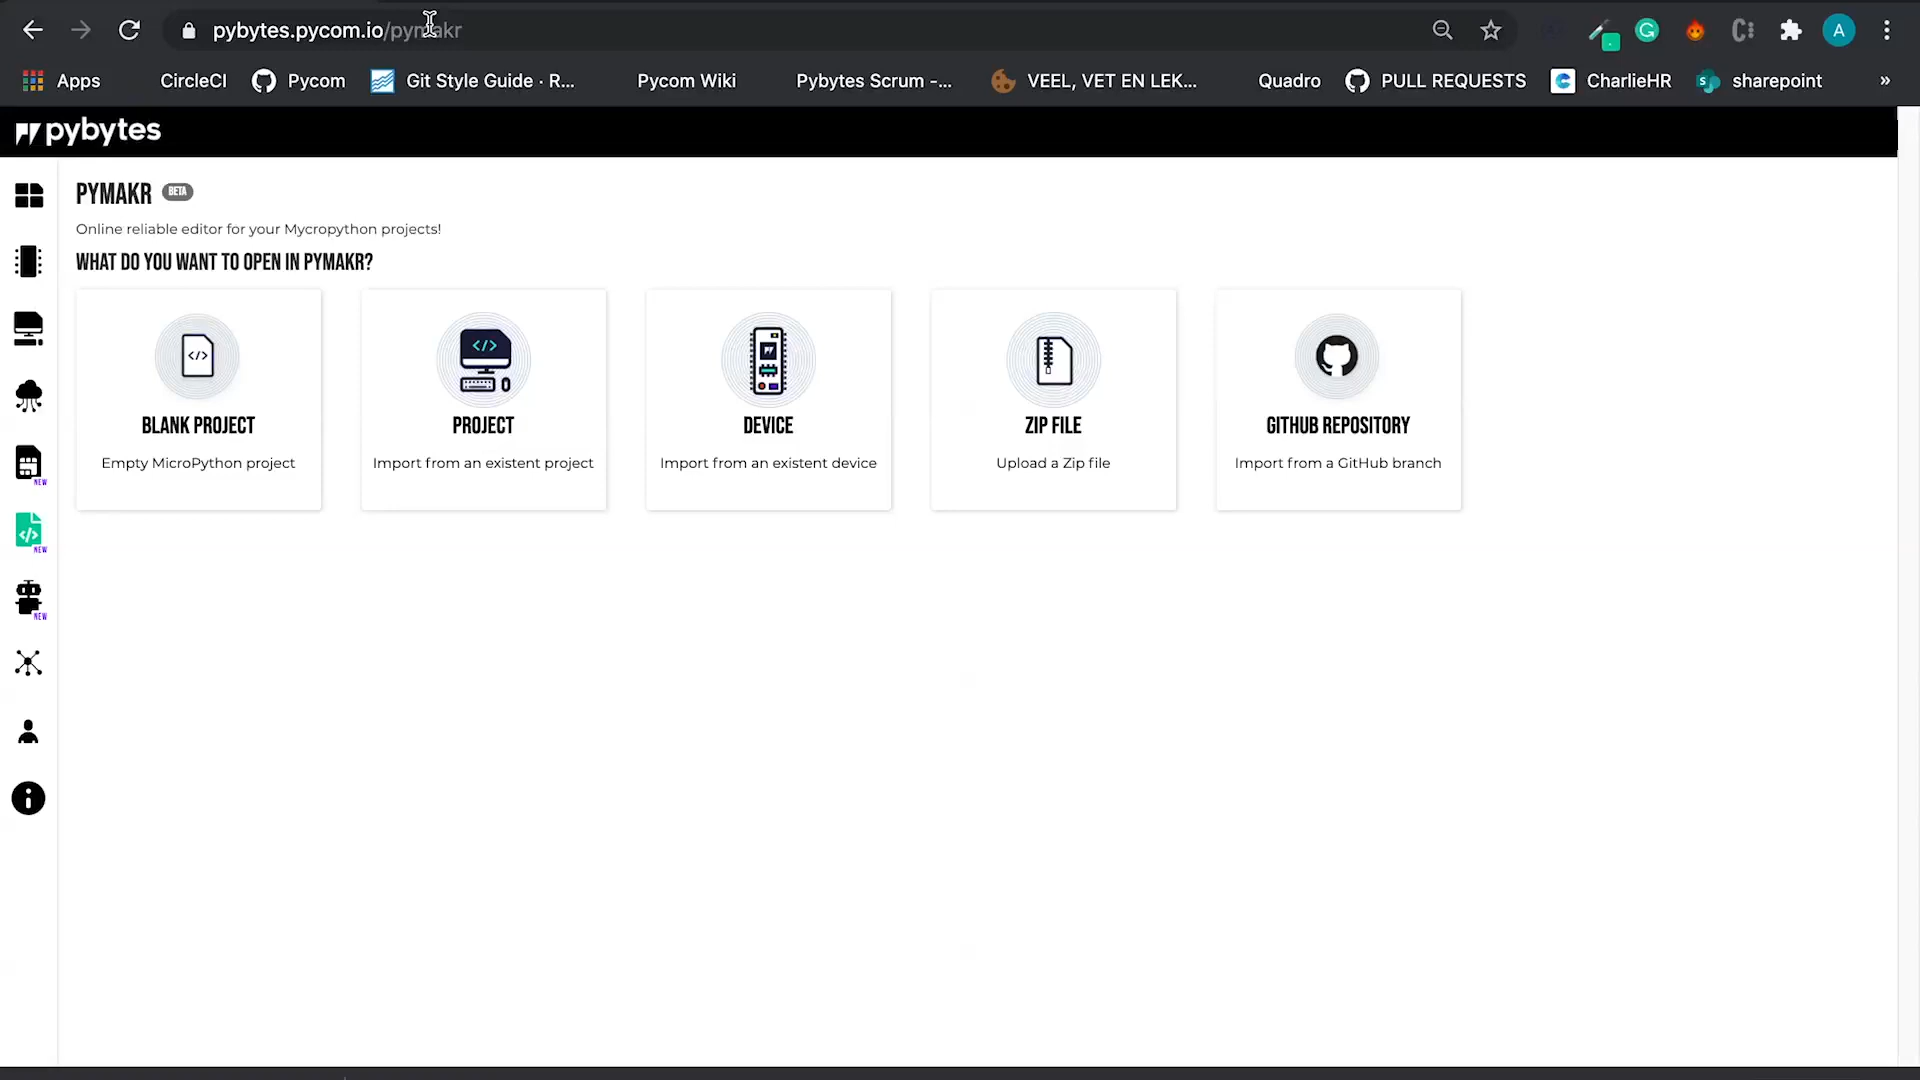 pybytes.pycom.io/pymakr
A
Apps
CircleCI
Pycom
Git Style Guide · R...
Pycom Wiki
Pybytes Scrum -...
VEEL, VET EN LEK...
Quadro
PULL REQUESTS
CharlieHR
sharepoint
»
pybytes
PYMAKR BETA
Online reliable editor for your Mycropython projects!
WHAT DO YOU WANT TO OPEN IN PYMAKR?
BLANK PROJECT
Empty MicroPython project
PROJECT
Import from an existent project
DEVICE
Import from an existent device
ZIP FILE
Upload a Zip file
GITHUB REPOSITORY
Import from a GitHub branch
NEW
NEW
NEW